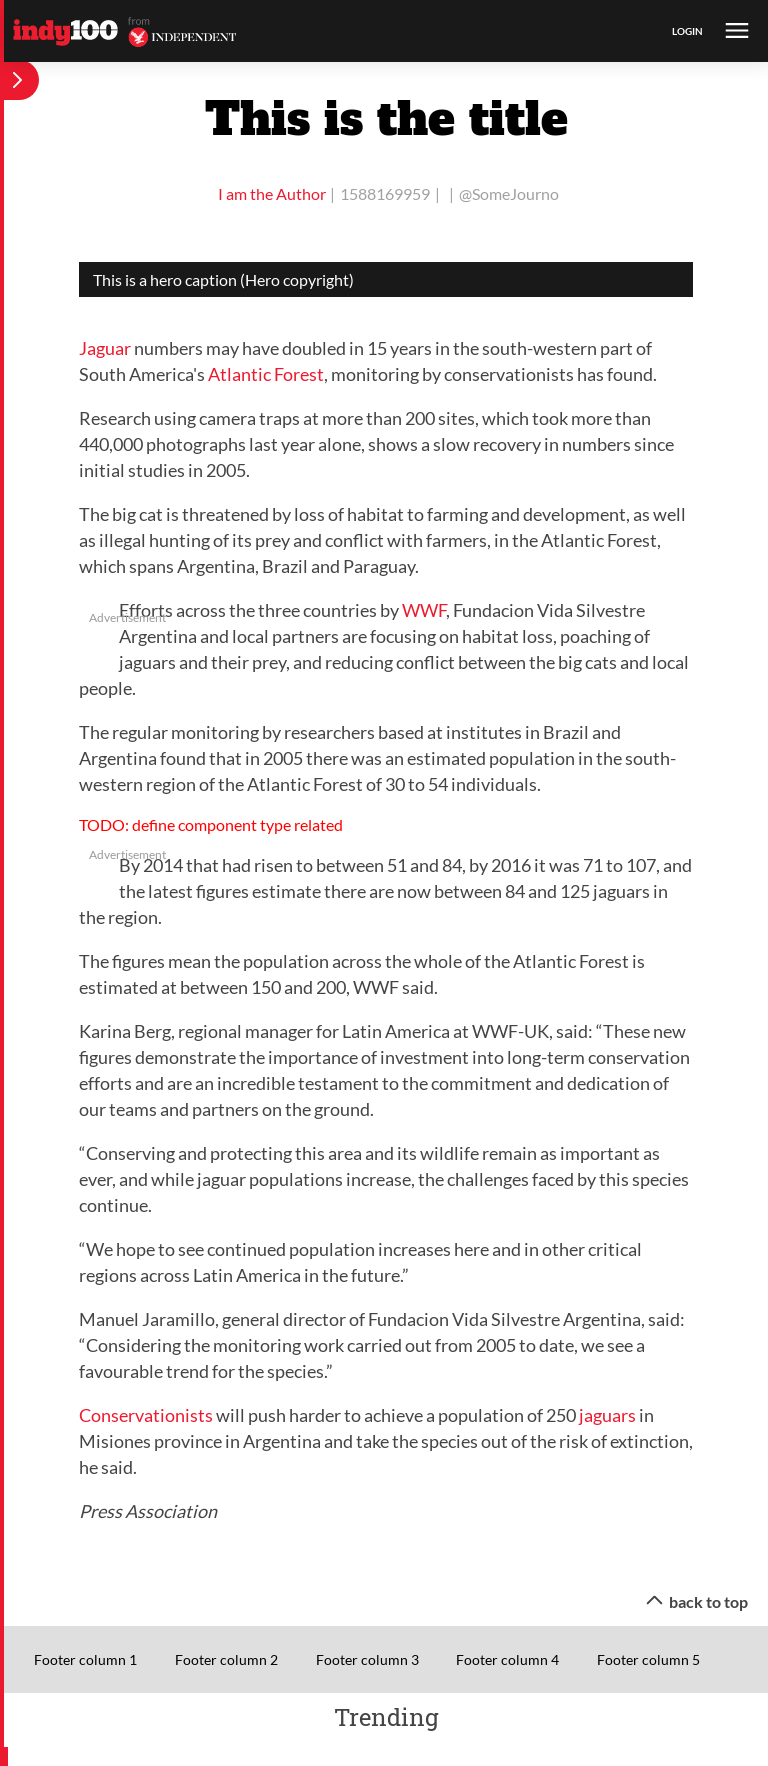 indy100 from INDEPENDENT
LOGIN
This is the title
I am the Author | 1588169959 | | @SomeJourno
This is a hero caption (Hero copyright)
Jaguar numbers may have doubled in 15 years in the south-western part of
South America's Atlantic Forest, monitoring by conservationists has found.
Research using camera traps at more than 200 sites, which took more than
440,000 photographs last year alone, shows a slow recovery in numbers since
initial studies in 2005.
The big cat is threatened by loss of habitat to farming and development, as well
as illegal hunting of its prey and conflict with farmers, in the Atlantic Forest,
which spans Argentina, Brazil and Paraguay.
Advertisement
Efforts across the three countries by WWF, Fundacion Vida Silvestre
Argentina and local partners are focusing on habitat loss, poaching of
jaguars and their prey, and reducing conflict between the big cats and local
people.
The regular monitoring by researchers based at institutes in Brazil and
Argentina found that in 2005 there was an estimated population in the south-
western region of the Atlantic Forest of 30 to 54 individuals.
TODO: define component type related
Advertisement
By 2014 that had risen to between 51 and 84, by 2016 it was 71 to 107, and
the latest figures estimate there are now between 84 and 125 jaguars in
the region.
The figures mean the population across the whole of the Atlantic Forest is
estimated at between 150 and 200, WWF said.
Karina Berg, regional manager for Latin America at WWF-UK, said: “These new
figures demonstrate the importance of investment into long-term conservation
efforts and are an incredible testament to the commitment and dedication of
our teams and partners on the ground.
“Conserving and protecting this area and its wildlife remain as important as
ever, and while jaguar populations increase, the challenges faced by this species
continue.
“We hope to see continued population increases here and in other critical
regions across Latin America in the future.”
Manuel Jaramillo, general director of Fundacion Vida Silvestre Argentina, said:
“Considering the monitoring work carried out from 2005 to date, we see a
favourable trend for the species.”
Conservationists will push harder to achieve a population of 250 jaguars in
Misiones province in Argentina and take the species out of the risk of extinction,
he said.
Press Association
back to top
Footer column 1 Footer column 2 Footer column 3 Footer column 4 Footer column 5
Trending